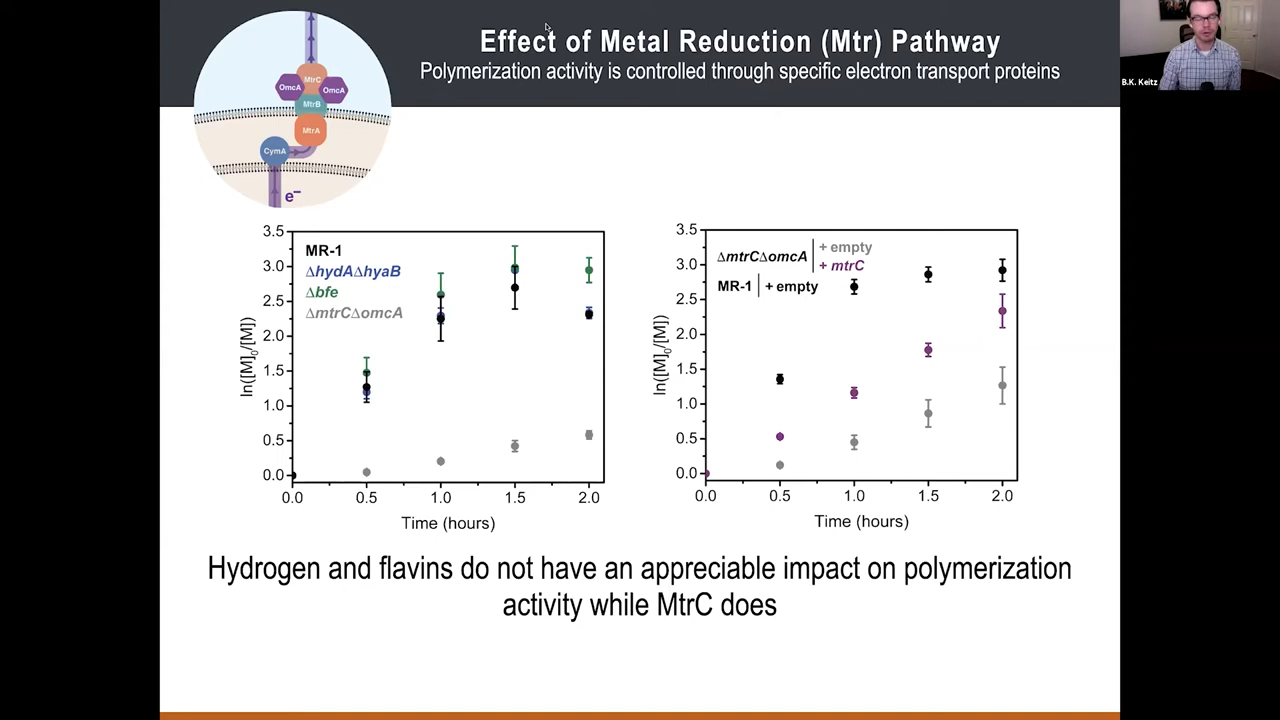 Effect of Metal Reduction (Mtr) Pathway
Polymerization activity is controlled through specific electron transport proteins
B.K. Keitz
MtrC
OmcA
OmcA
MtrB
MtrA
CymA
e⁻
3.5
3.0
2.5
2.0
1.5
1.0
0.5
0.0
ln([M]₀/[M])
MR-1
ΔhydAΔhyaB
Δbfe
ΔmtrCΔomcA
0.0 0.5 1.0 1.5 2.0
Time (hours)
3.5
3.0
2.5
2.0
1.5
1.0
0.5
0.0
ln([M]₀/[M])
ΔmtrCΔomcA
+ empty
+ mtrC
MR-1 + empty
0.0 0.5 1.0 1.5 2.0
Time (hours)
Hydrogen and flavins do not have an appreciable impact on polymerization
activity while MtrC does